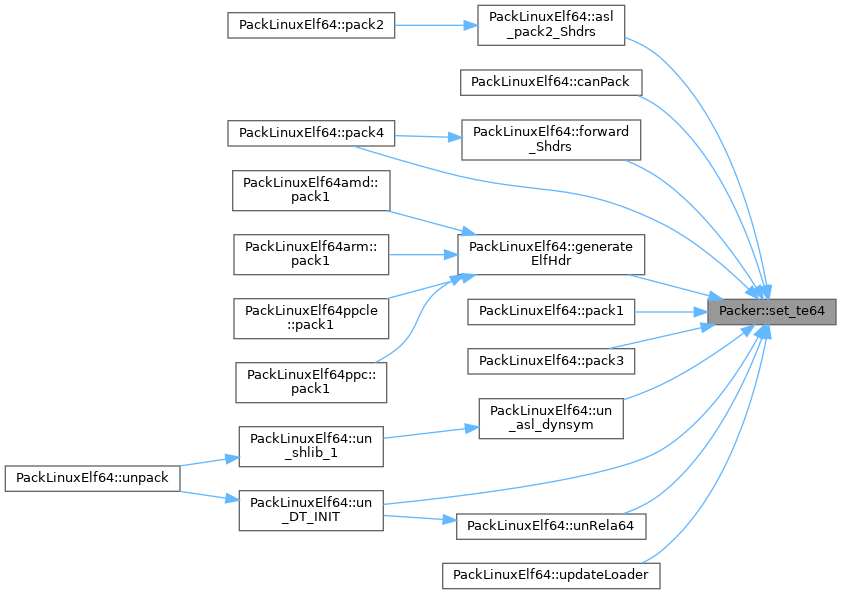 PackLinuxElf64::pack2
PackLinuxElf64::asl
_pack2_Shdrs
PackLinuxElf64::canPack
PackLinuxElf64::pack4
PackLinuxElf64::forward
_Shdrs
PackLinuxElf64amd::
pack1
PackLinuxElf64arm::
pack1
PackLinuxElf64::generate
ElfHdr
PackLinuxElf64ppcle
::pack1
PackLinuxElf64::pack1
Packer::set_te64
PackLinuxElf64ppc::
pack1
PackLinuxElf64::pack3
PackLinuxElf64::un
_asl_dynsym
PackLinuxElf64::un
_shlib_1
PackLinuxElf64::unpack
PackLinuxElf64::un
_DT_INIT
PackLinuxElf64::unRela64
PackLinuxElf64::updateLoader